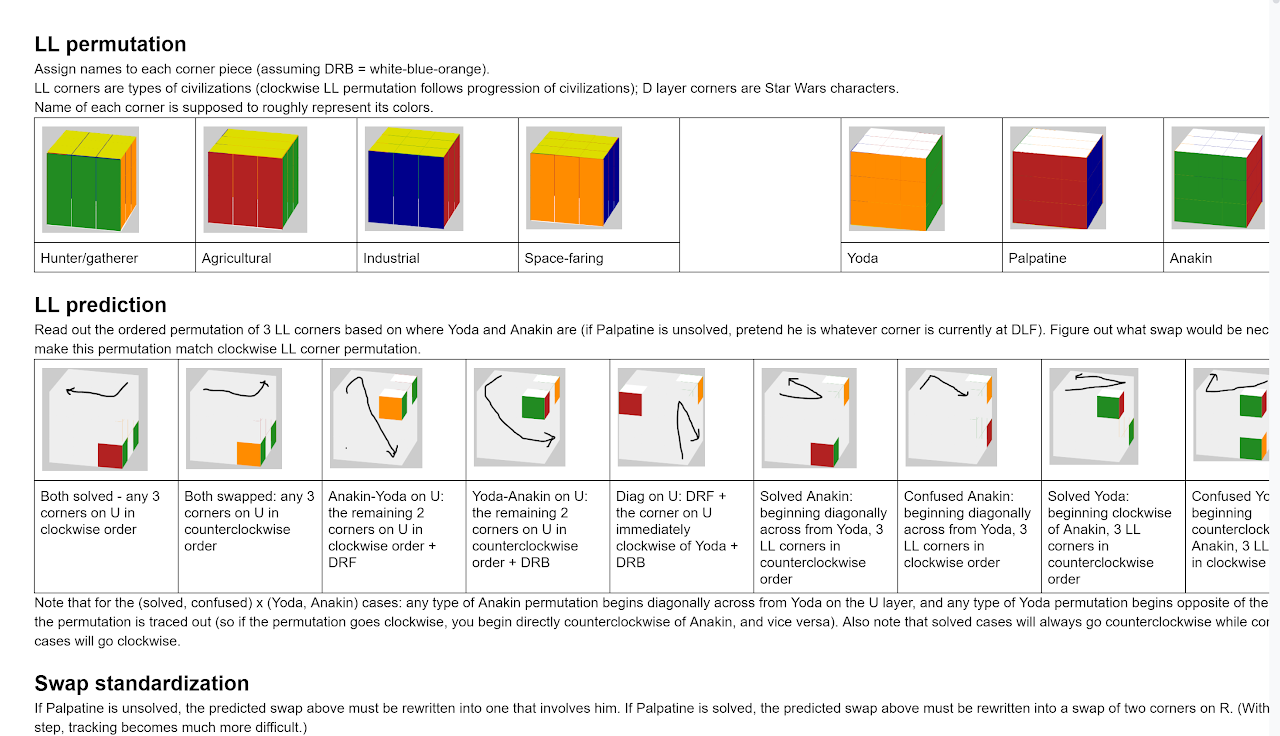 LL permutation
Assign names to each corner piece (assuming DRB = white-blue-orange).
LL corners are types of civilizations (clockwise LL permutation follows progression of civilizations); D layer corners are Star Wars characters.
Name of each corner is supposed to roughly represent its colors.
Hunter/gatherer
Agricultural
Industrial
Space-faring
Yoda
Palpatine
Anakin
LL prediction
Read out the ordered permutation of 3 LL corners based on where Yoda and Anakin are (if Palpatine is unsolved, pretend he is whatever corner is currently at DLF). Figure out what swap would be nec
make this permutation match clockwise LL corner permutation.
Both solved - any 3
corners on U in
clockwise order
Both swapped: any 3
corners on U in
counterclockwise
order
Anakin-Yoda on U:
the remaining 2
corners on U in
clockwise order +
DRF
Yoda-Anakin on U:
the remaining 2
corners on U in
counterclockwise
order + DRB
Diag on U: DRF +
the corner on U
immediately
clockwise of Yoda +
DRB
Solved Anakin:
beginning diagonally
across from Yoda, 3
LL corners in
counterclockwise
order
Confused Anakin:
beginning diagonally
across from Yoda, 3
LL corners in
clockwise order
Solved Yoda:
beginning clockwise
of Anakin, 3 LL
corners in
counterclockwise
order
Confused Yo
beginning
countercloc
Anakin, 3 LL
in clockwise
Note that for the (solved, confused) x (Yoda, Anakin) cases: any type of Anakin permutation begins diagonally across from Yoda on the U layer, and any type of Yoda permutation begins opposite of the
the permutation is traced out (so if the permutation goes clockwise, you begin directly counterclockwise of Anakin, and vice versa). Also note that solved cases will always go counterclockwise while con
cases will go clockwise.
Swap standardization
If Palpatine is unsolved, the predicted swap above must be rewritten into one that involves him. If Palpatine is solved, the predicted swap above must be rewritten into a swap of two corners on R. (With
step, tracking becomes much more difficult.)